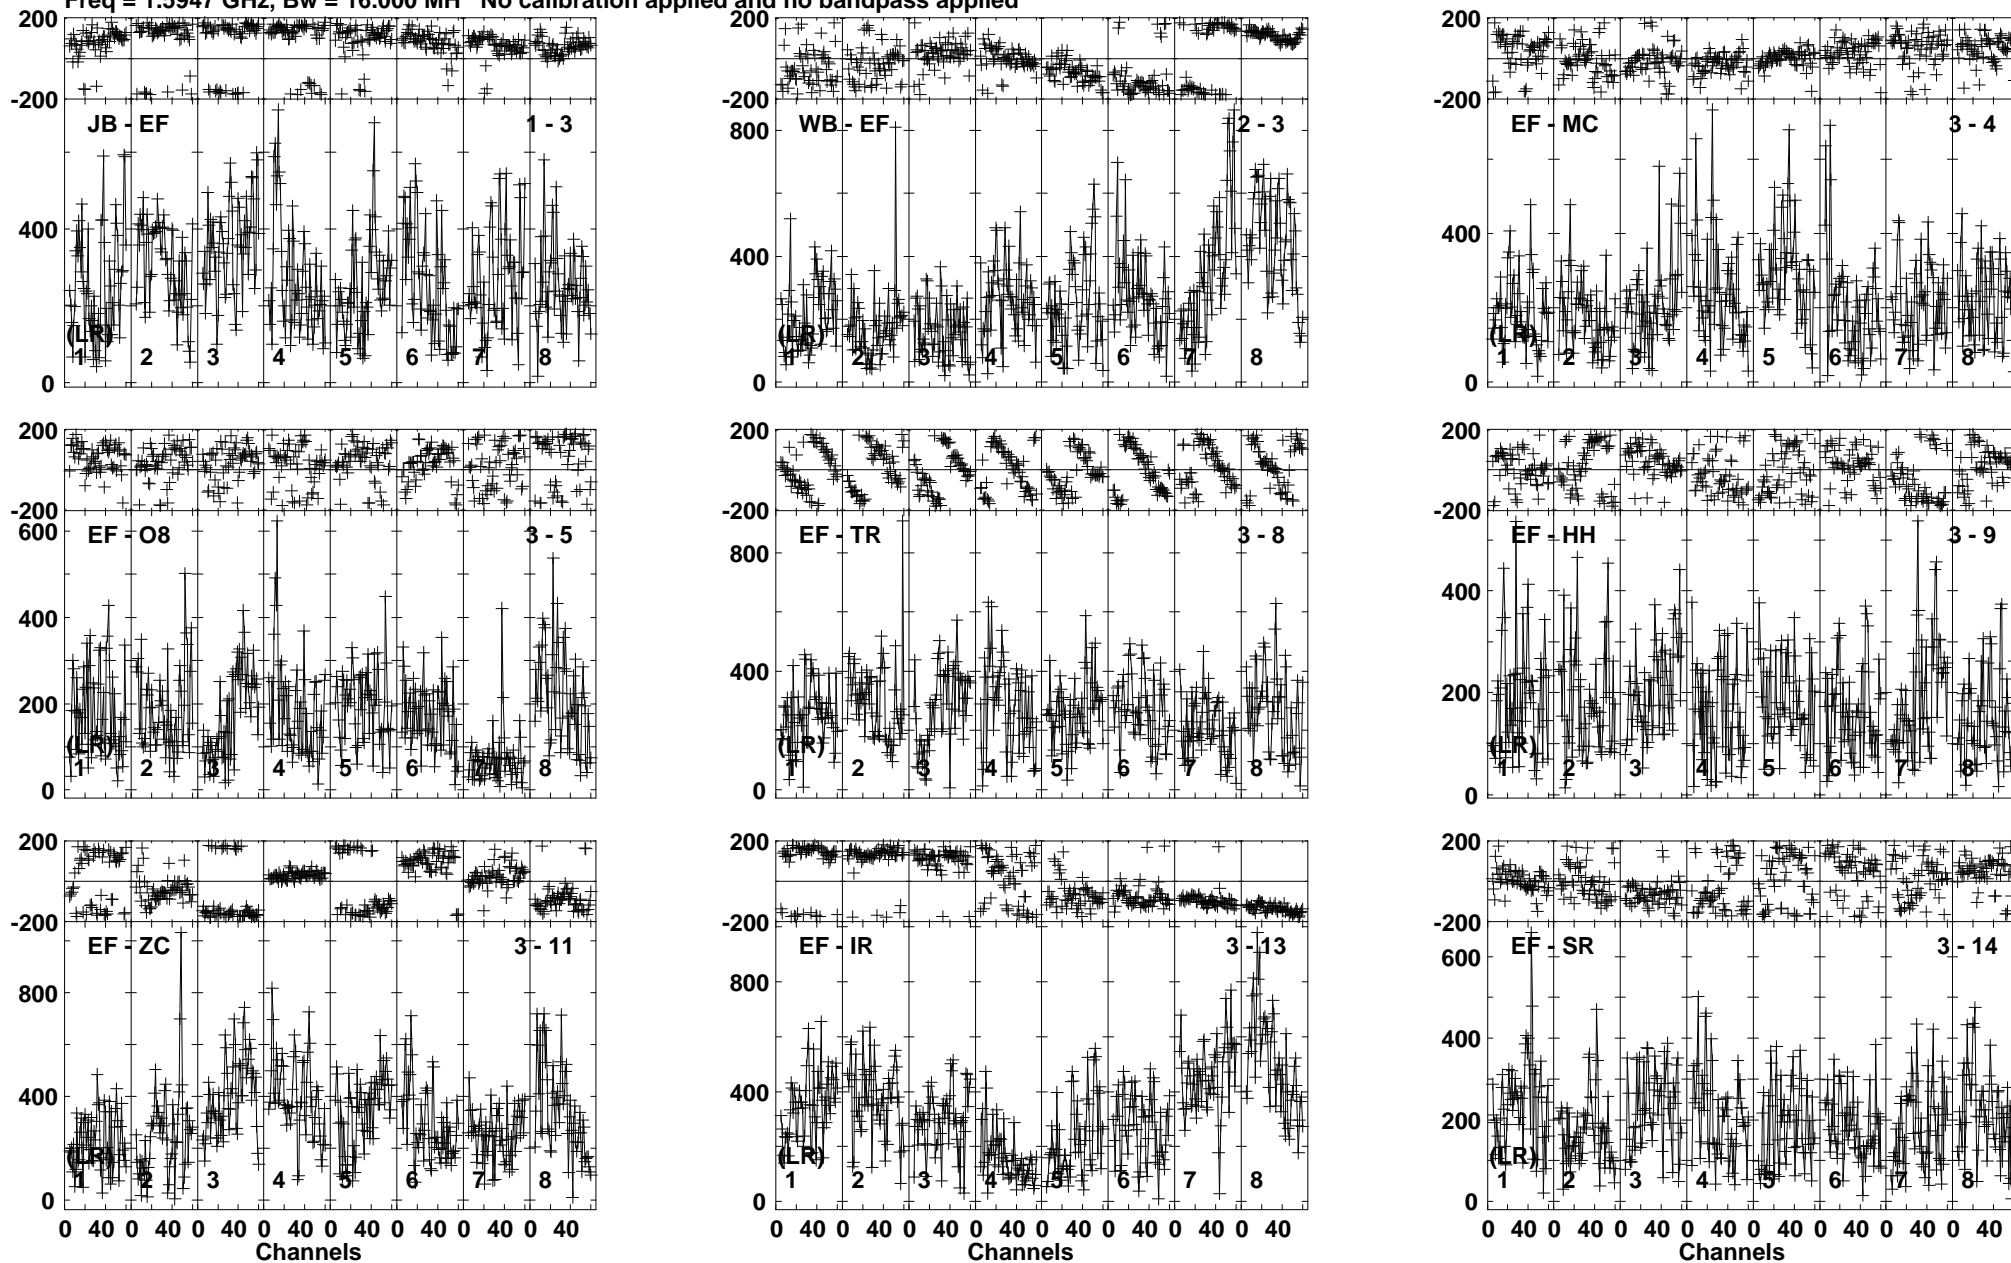 Freq = 1.5947 GHz, Bw = 16.000 MH No calibration applied and no bandpass applied
200
-200
JB - EF 1 - 3
400
0
(LR)
1 2 3 4 5 6 7 8
200
-200
WB - EF 2 - 3
800
400
0
(LR)
1 2 3 4 5 6 7 8
200
-200
EF - MC 3 - 4
400
0
(LR)
1 2 3 4 5 6 7 8
200
-200
EF - O8 3 - 5
600
400
200
0
(LR)
1 2 3 4 5 6 7 8
200
-200
EF - TR 3 - 8
800
400
0
(LR)
1 2 3 4 5 6 7 8
200
-200
EF - HH 3 - 9
400
200
0
(LR)
1 2 3 4 5 6 7 8
200
-200
EF - ZC 3 - 11
800
400
0
(LR)
1 2 3 4 5 6 7 8
0 40 0 40 0 40 0 40 0 40 0 40 0 40 0 40
Channels
200
-200
EF - IR 3 - 13
800
400
0
(LR)
1 2 3 4 5 6 7 8
0 40 0 40 0 40 0 40 0 40 0 40 0 40 0 40
Channels
200
-200
EF - SR 3 - 14
600
400
200
0
(LR)
1 2 3 4 5 6 7 8
0 40 0 40 0 40 0 40 0 40 0 40 0 40 0 40
Channels